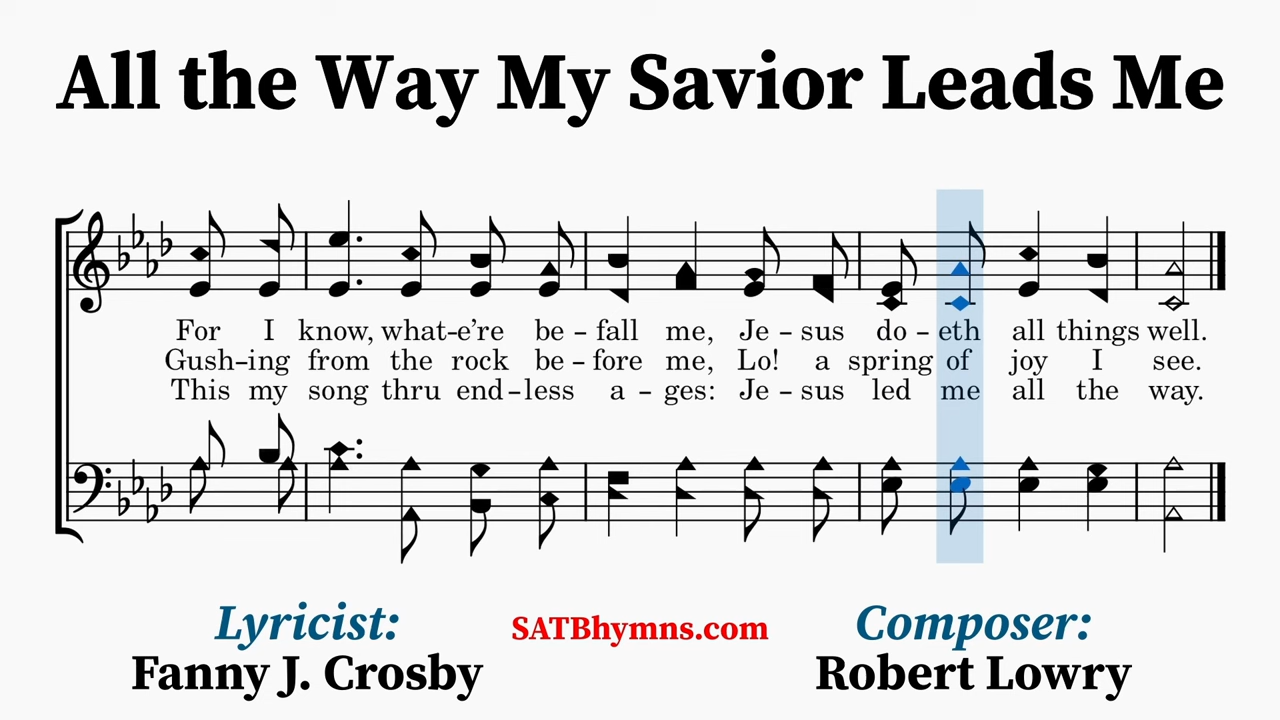 All the Way My Savior Leads Me
For I know, what-e’re be – fall me, Je – sus do – eth all things well.
Gush-ing from the rock be – fore me, Lo! a spring of joy I see.
This my song thru end – less a – ges: Je – sus led me all the way.
Lyricist:
Fanny J. Crosby
SATBhymns.com
Composer:
Robert Lowry